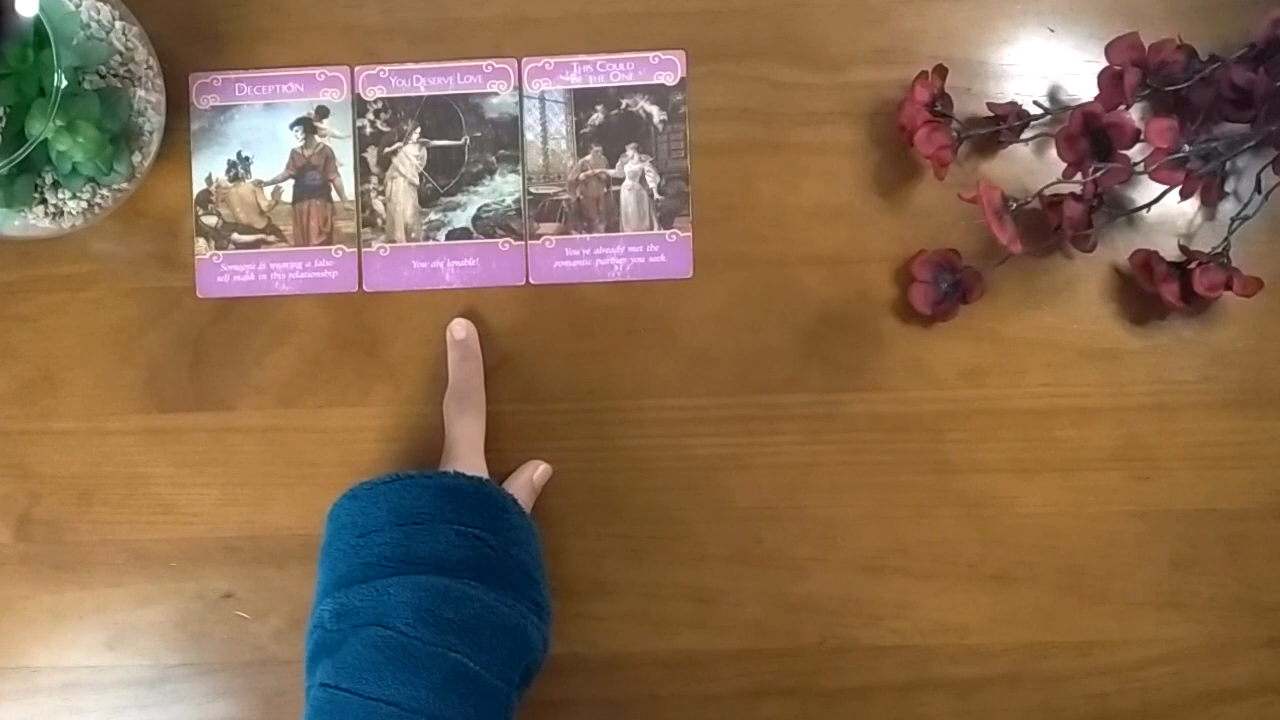 DECEPTION
Someone is wearing a false
self mask in this relationship.
YOU DESERVE LOVE
You are lovable!
THIS COULD
BE THE ONE
You've already met the
romantic partner you seek.